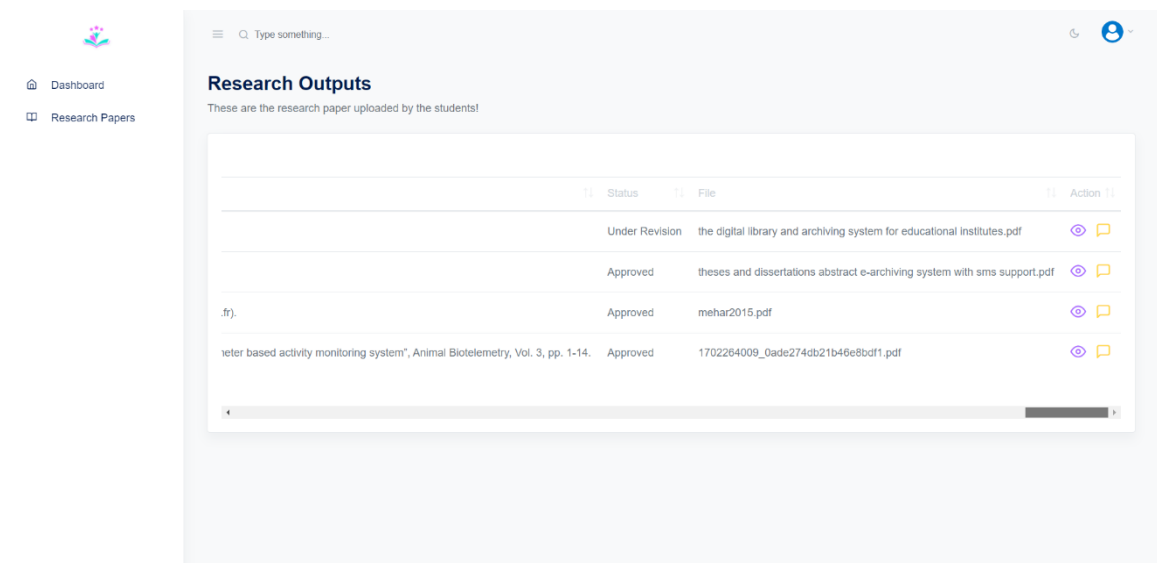 Type something...
Dashboard
Research Papers
Research Outputs
These are the research paper uploaded by the students!
Status File Action
Under Revision the digital library and archiving system for educational institutes.pdf
Approved theses and dissertations abstract e-archiving system with sms support.pdf
.fr). Approved mehar2015.pdf
based activity monitoring system”, Animal Biotelemetry, Vol. 3, pp. 1-14. Approved 1702264009_0ade274db21b46e8bdf1.pdf